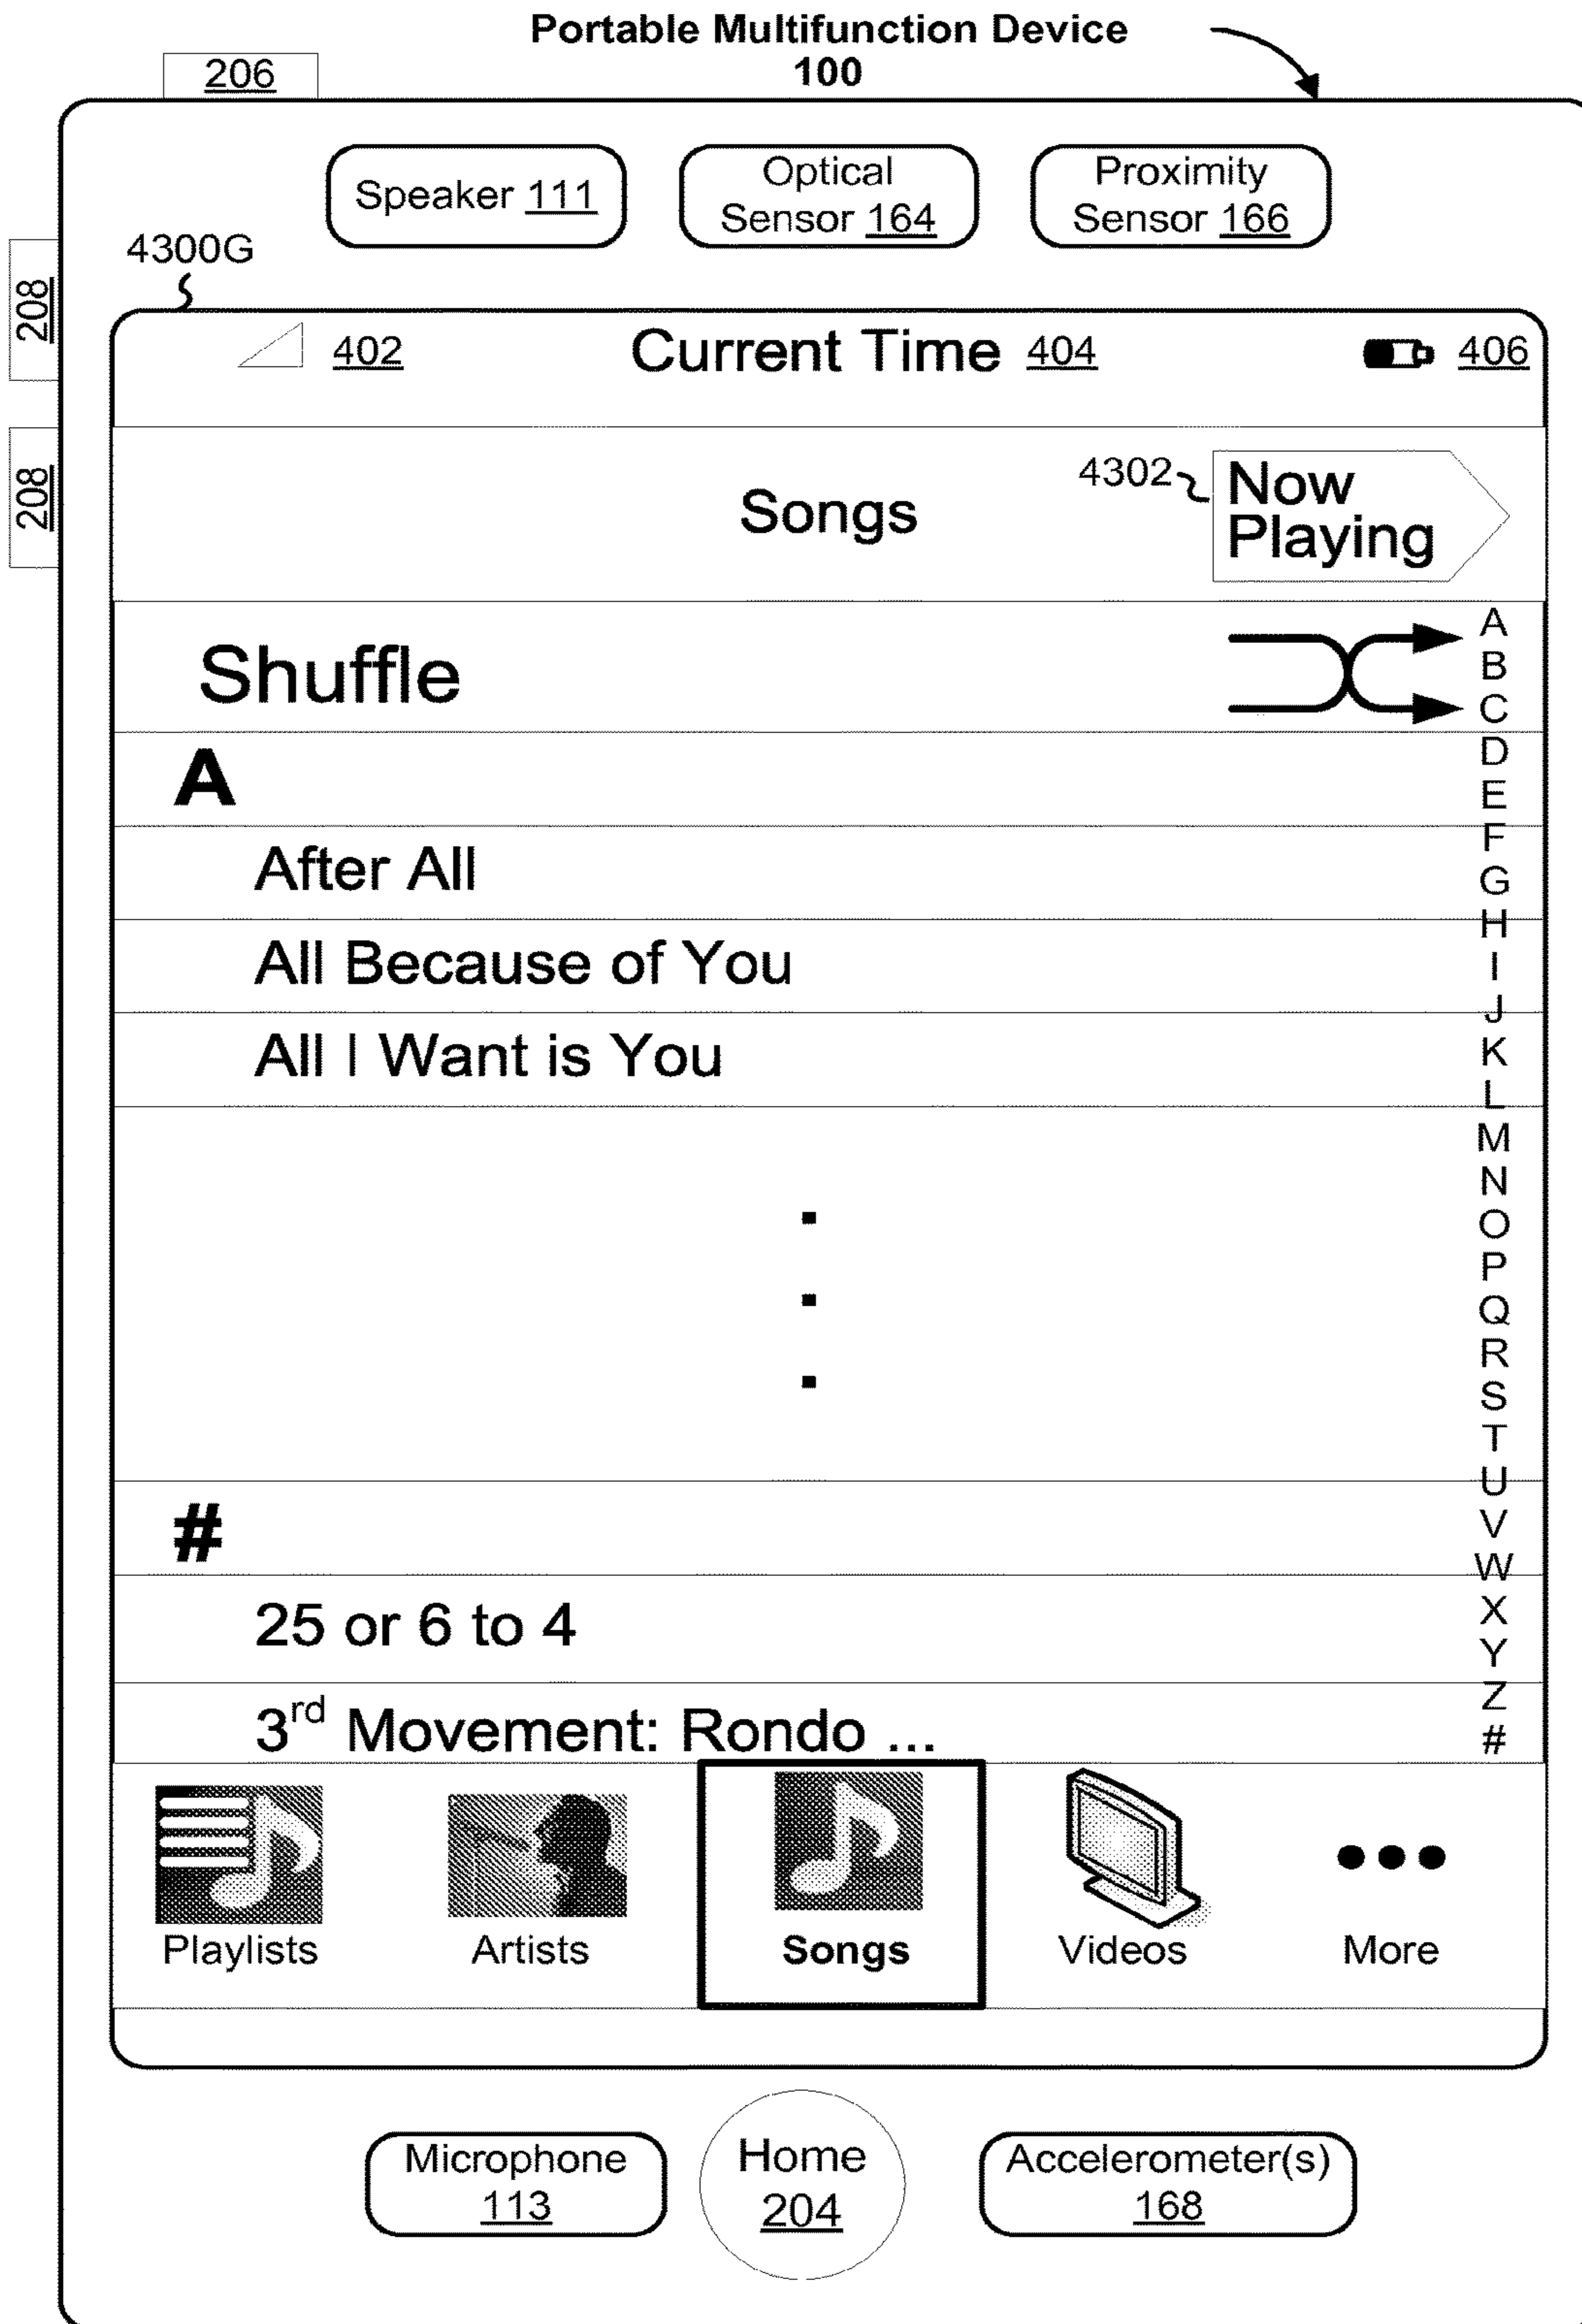 Portable Multifunction Device
100
206
Speaker 111
Optical
Sensor 164
Proximity
Sensor 166
4300G
208
208
402
Current Time 404
406
Songs
4302
Now
Playing
Shuffle
A
After All
All Because of You
All I Want is You
#
25 or 6 to 4
3rd Movement: Rondo ...
A
B
C
D
E
F
G
H
I
J
K
L
M
N
O
P
Q
R
S
T
U
V
W
X
Y
Z
#
Playlists
Artists
Songs
Videos
More
Microphone
113
Home
204
Accelerometer(s)
168